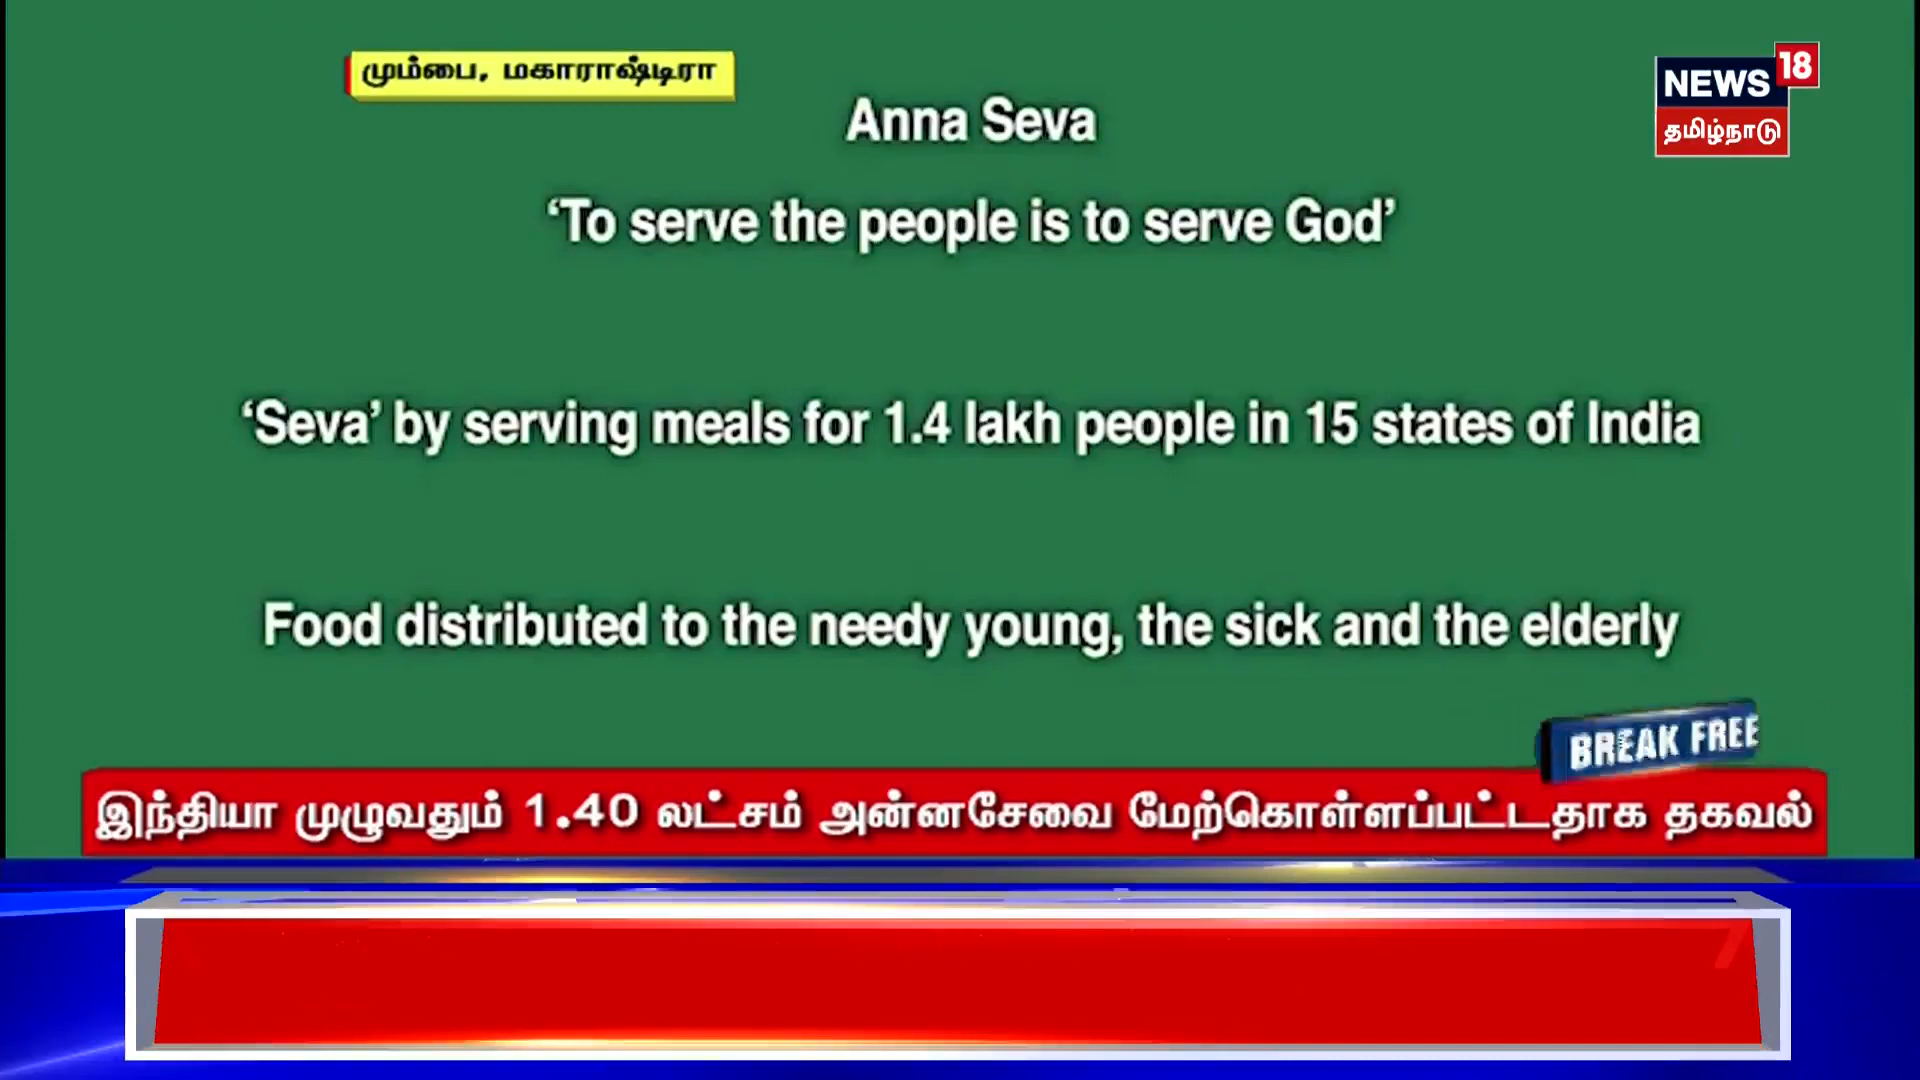 மும்பை, மகாராஷ்டிரா
NEWS 18
தமிழ்நாடு
Anna Seva
‘To serve the people is to serve God’
‘Seva’ by serving meals for 1.4 lakh people in 15 states of India
Food distributed to the needy young, the sick and the elderly
BREAK FREE
இந்தியா முழுவதும் 1.40 லட்சம் அன்னசேவை மேற்கொள்ளப்பட்டதாக தகவல்